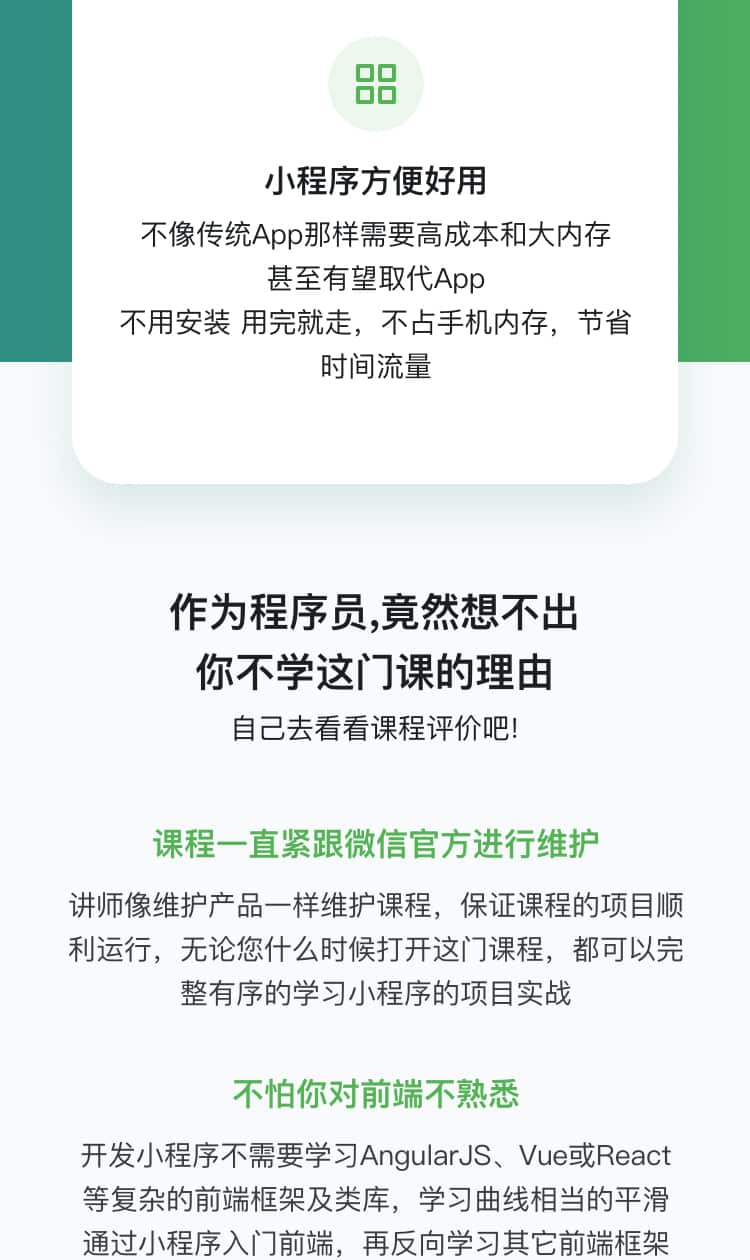 小程序方便好用
不像传统App那样需要高成本和大内存
甚至有望取代App
不用安装 用完就走，不占手机内存，节省
时间流量
作为程序员,竟然想不出
你不学这门课的理由
自己去看看课程评价吧!
课程一直紧跟微信官方进行维护
讲师像维护产品一样维护课程，保证课程的项目顺
利运行，无论您什么时候打开这门课程，都可以完
整有序的学习小程序的项目实战
不怕你对前端不熟悉
开发小程序不需要学习AngularJS、Vue或React
等复杂的前端框架及类库，学习曲线相当的平滑
通过小程序入门前端，再反向学习其它前端框架